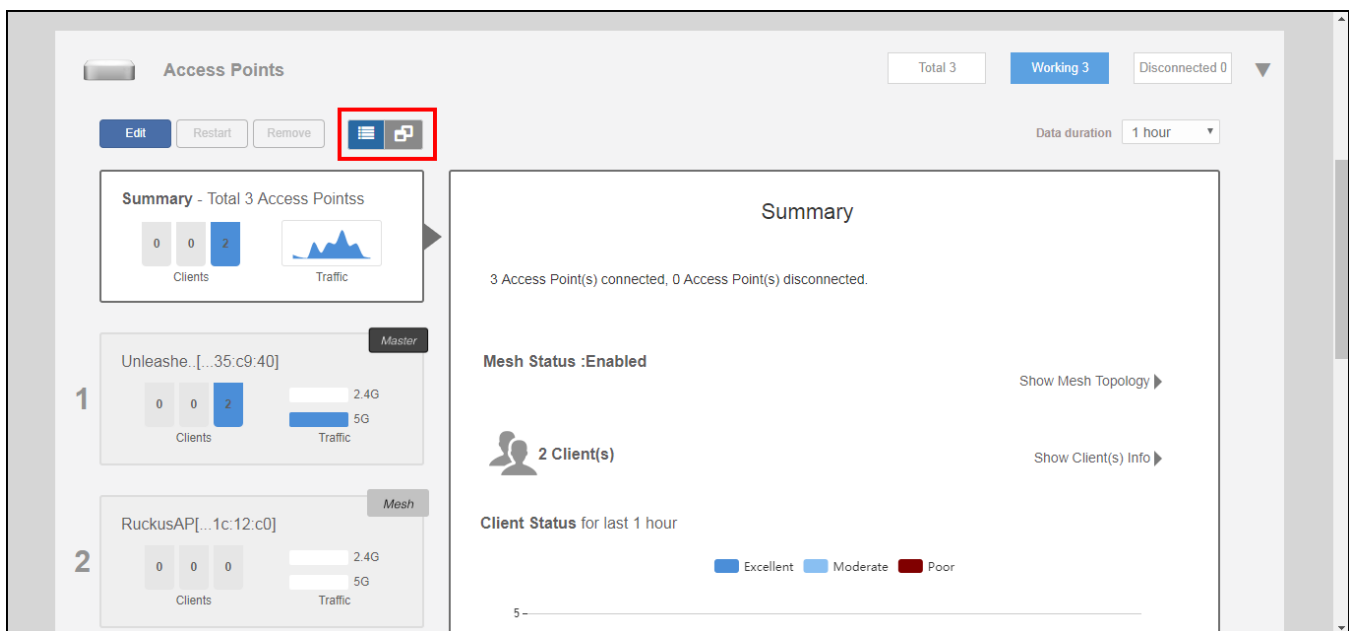 Access Points
Total 3
Working 3
Disconnected 0
Edit
Restart
Remove
Data duration
1 hour
Summary - Total 3 Access Pointss
0 0 2
Clients
Traffic
Master
1
Unleashe..[...35:c9:40]
0 0 2
Clients
2.4G
5G
Traffic
Mesh
2
RuckusAP[...1c:12:c0]
0 0 0
Clients
2.4G
5G
Traffic
Summary
3 Access Point(s) connected, 0 Access Point(s) disconnected.
Mesh Status :Enabled
Show Mesh Topology
2 Client(s)
Show Client(s) Info
Client Status for last 1 hour
Excellent Moderate Poor
5